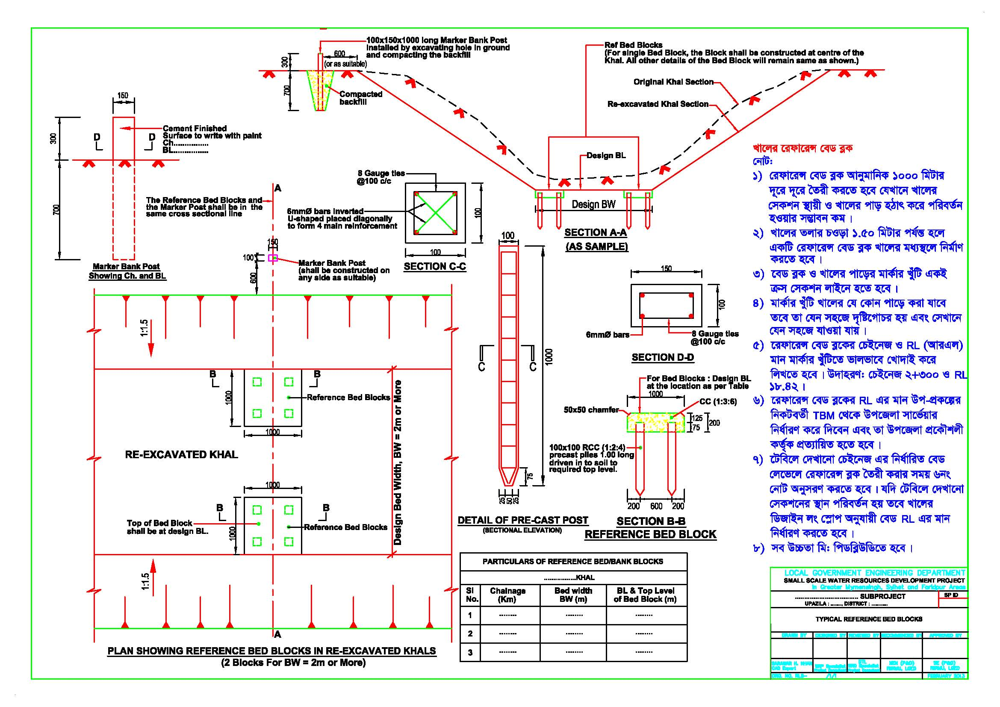 100x150x1000 long Marker Bank Post
installed by excavating hole in ground
and compacting the backfill
600
(or as suitable)
300
700
Compacted
backfill
Ref Bed Blocks
(For single Bed Block, the Block shall be constructed at centre of the
Khal. All other details of the Bed Block will remain same as shown.)
Original Khal Section
Re-excavated Khal Section
Design BL
Design BW
SECTION A-A
(AS SAMPLE)
150
300
700
D
D
Cement Finished
Surface to write with paint
Ch................
BL.................
Marker Bank Post
Showing Ch. and BL
8 Gauge ties
@100 c/c
6mmØ bars inverted
U-shaped placed diagonally
to form 4 main reinforcement
100
100
SECTION C-C
A
The Reference Bed Blocks and
the Marker Post shall be in the
same cross sectional line
150
100
600
Marker Bank Post
(shall be constructed on
any side as suitable)
1:1.5
B
B
1000
1000
Reference Bed Blocks
RE-EXCAVATED KHAL
Design Bed Width, BW = 2m or More
1000
1000
B
B
Top of Bed Block
shall be at design BL.
Reference Bed Blocks
1:1.5
A
PLAN SHOWING REFERENCE BED BLOCKS IN RE-EXCAVATED KHALS
(2 Blocks For BW = 2m or More)
100
1000
C
C
75
25
50
25
DETAIL OF PRE-CAST POST
(SECTIONAL ELEVATION)
150
100
6mmØ bars
8 Gauge ties
@100 c/c
SECTION D-D
For Bed Blocks : Design BL
at the location as per Table
1000
CC (1:3:6)
50x50 chamfer
125
75
200
100x100 RCC (1:2:4)
precast piles 1.00 long
driven in to soil to
required top level.
200
600
200
SECTION B-B
REFERENCE BED BLOCK
PARTICULARS OF REFERENCE BED/BANK BLOCKS
.................KHAL
Sl No. Chainage (Km) Bed width BW (m) BL & Top Level of Bed Block (m)
1 -------- -------- --------
2 -------- -------- --------
3 -------- -------- --------
খালের রেফারেন্স বেড ব্লক
নোট:
১) রেফারেন্স বেড ব্লক আনুমানিক ১০০০ মিটার
দূরে দূরে তৈরী করতে হবে যেখানে খালের
সেকশন স্থায়ী ও খালের পাড় হঠাৎ করে পরিবর্তন
হওয়ার সম্ভাবন কম ।
২) খালের তলার চওড়া ১.৫০ মিটার পর্যন্ত হলে
একটি রেফারেন্স বেড ব্লক খালের মধ্যস্থলে নির্মাণ
করতে হবে ।
৩) বেড ব্লক ও খালের পাড়ের মার্কার খুঁটি একই
ক্রস সেকশন লাইনে হতে হবে ।
৪) মার্কার খুঁটি খালের যে কোন পাড়ে করা যাবে
তবে তা যেন সহজে দৃষ্টিগোচর হয় এবং সেখানে
যেন সহজে যাওয়া যায় ।
৫) রেফারেন্স বেড ব্লকের চেইনেজ ও RL (আরএল)
মান মার্কার খুঁটিতে ভালভাবে খোদাই করে
লিখতে হবে । উদাহরণ: চেইনেজ ২+৩০০ ও RL
১৮.৪২ ।
৬) রেফারেন্স বেড ব্লকের RL এর মান উপ-প্রকল্পের
নিকটবর্তী TBM থেকে উপজেলা সার্ভেয়ার
নির্ধারণ করে দিবেন এবং তা উপজেলা প্রকৌশলী
কর্তৃক প্রত্যায়িত হতে হবে ।
৭) টেবিলে দেখানো চেইনেজ এর নির্ধারিত বেড
লেভেলে রেফারেন্স ব্লক তৈরী করার সময় ৬নং
নোট অনুসরণ করতে হবে । যদি টেবিলে দেখানো
সেকশনের স্থান পরিবর্তন হয় তবে খালের
ডিজাইন লং স্লোপ অনুযায়ী বেড RL এর মান
নির্ধারণ করতে হবে ।
৮) সব উচ্চতা মি: পিডব্লিউডিতে হবে ।
LOCAL GOVERNMENT ENGINEERING DEPARTMENT
SMALL SCALE WATER RESOURCES DEVELOPMENT PROJECT
in Greater Mymensingh, Sylhet and Faridpur Areas
.................................. SUBPROJECT
SP ID
UPAZILA : ........, DISTRICT : ...........
TYPICAL REFERENCE BED BLOCKS
DRAWN BY DESIGNED BY REVIEWED BY RECOMMENDED BY APPROVED BY
SARAWAR H. KHAN
CAD Expert
XEN (P&D)
SE (P&D)
DRG. NO. RLB- /1/1
FEBRUARY 2013